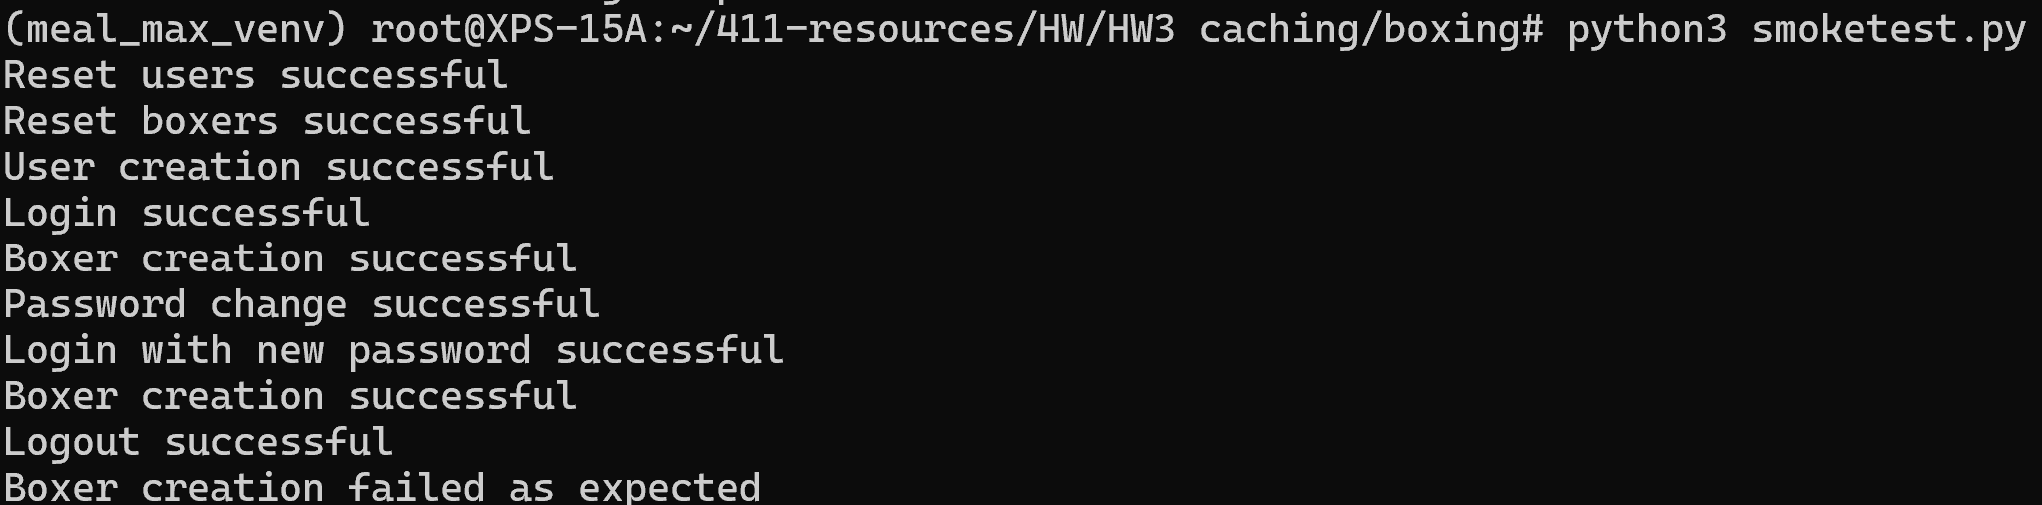 (meal_max_venv) root@XPS-15A:~/411-resources/HW/HW3 caching/boxing# python3 smoketest.py
Reset users successful
Reset boxers successful
User creation successful
Login successful
Boxer creation successful
Password change successful
Login with new password successful
Boxer creation successful
Logout successful
Boxer creation failed as expected